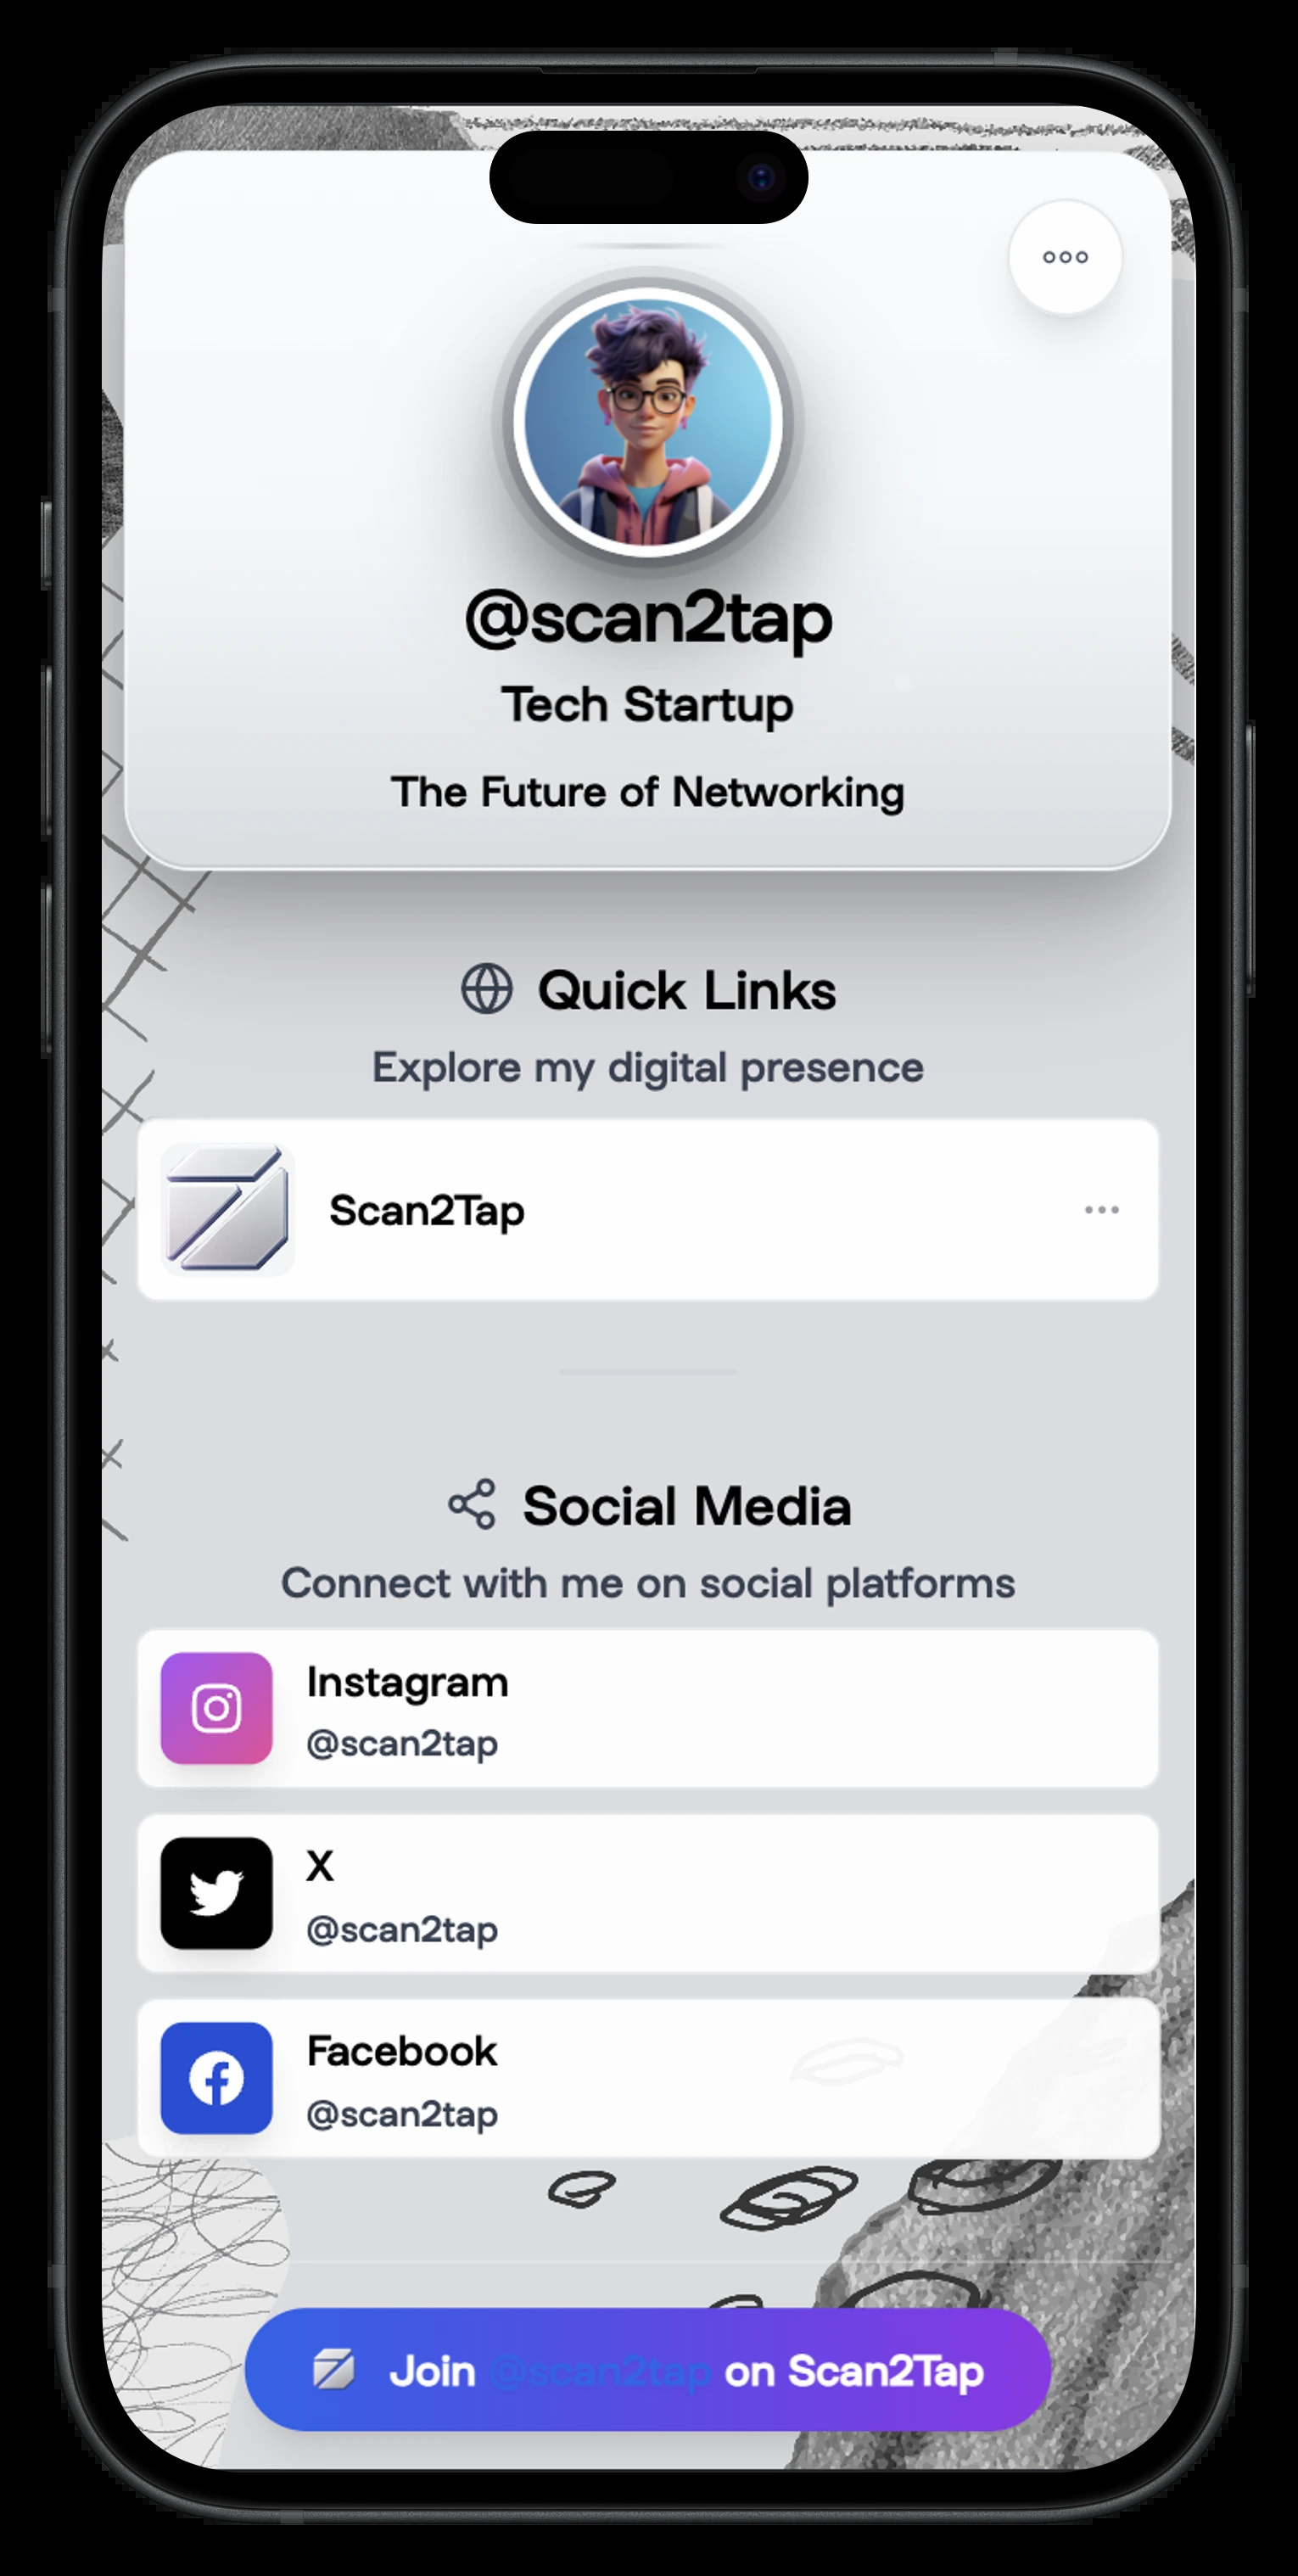 @scan2tap
Tech Startup
The Future of Networking
Quick Links
Explore my digital presence
Scan2Tap
Social Media
Connect with me on social platforms
Instagram
@scan2tap
X
@scan2tap
Facebook
@scan2tap
Join @scan2tap on Scan2Tap